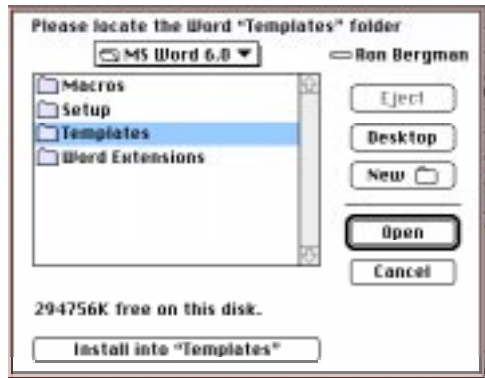 Please locate the Word “Templates” folder
MS Word 6.0
Ron Bergman
Macros
Setup
Templates
Word Extensions
Eject
Desktop
New
Open
Cancel
294756K free on this disk.
Install into “Templates”